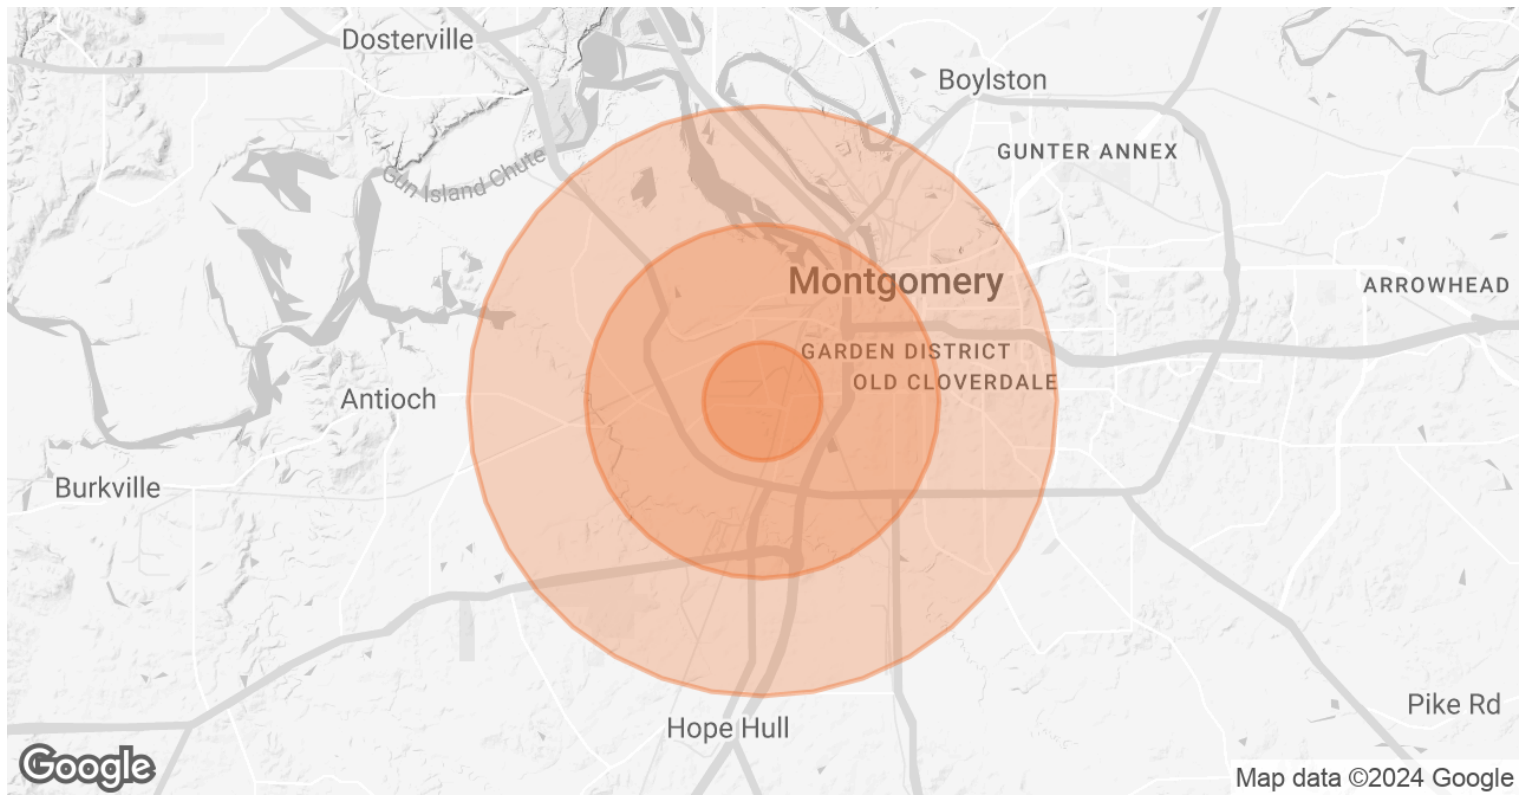 Dosterville
Boylston
GUNTER ANNEX
Gun Island Chute
Montgomery
ARROWHEAD
GARDEN DISTRICT
OLD CLOVERDALE
Antioch
Burkville
Pike Rd
Hope Hull
Google
Map data ©2024 Google